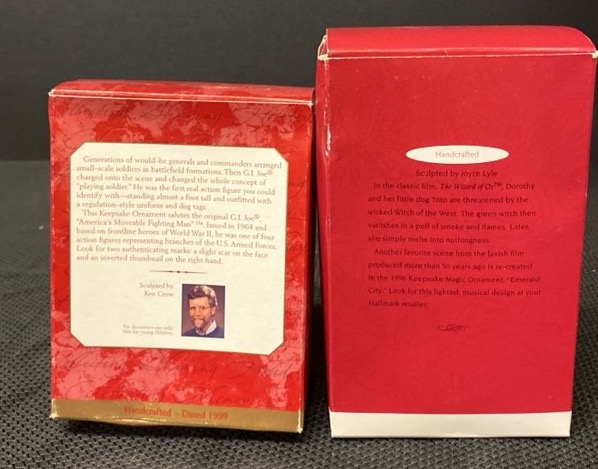 Generations of would-be generals and commanders arranged
small-scale soldiers in battlefield formations. Then G.I. Joe®
charged onto the scene and changed the whole concept of
"playing soldier." He was the first real action figure you could
identify with—standing almost a foot tall and outfitted with
a regulation-style uniform and dog tags.
This Keepsake Ornament salutes the original G.I. Joe®,
"America's Moveable Fighting Man"™. Issued in 1964 and
based on frontline heroes of World War II, he was one of four
action figures representing branches of the U.S. Armed Forces.
Look for two authenticating marks: a slight scar on the face
and an inverted thumbnail on the right hand.
Sculpted by
Ken Crow
For decorative use only.
Not for young children.
Handcrafted – Dated 1999
Handcrafted
Sculpted by Joyce Lyle
In the classic film, The Wizard of Oz™, Dorothy
and her little dog Toto are threatened by the
wicked Witch of the West. The green witch then
vanishes in a puff of smoke and flames. Later,
she simply melts into nothingness.
Another favorite scene from the lavish film
produced more than 50 years ago is re-created
in the 1996 Keepsake Magic Ornament, "Emerald
City." Look for this lighted, musical design at your
Hallmark retailer.